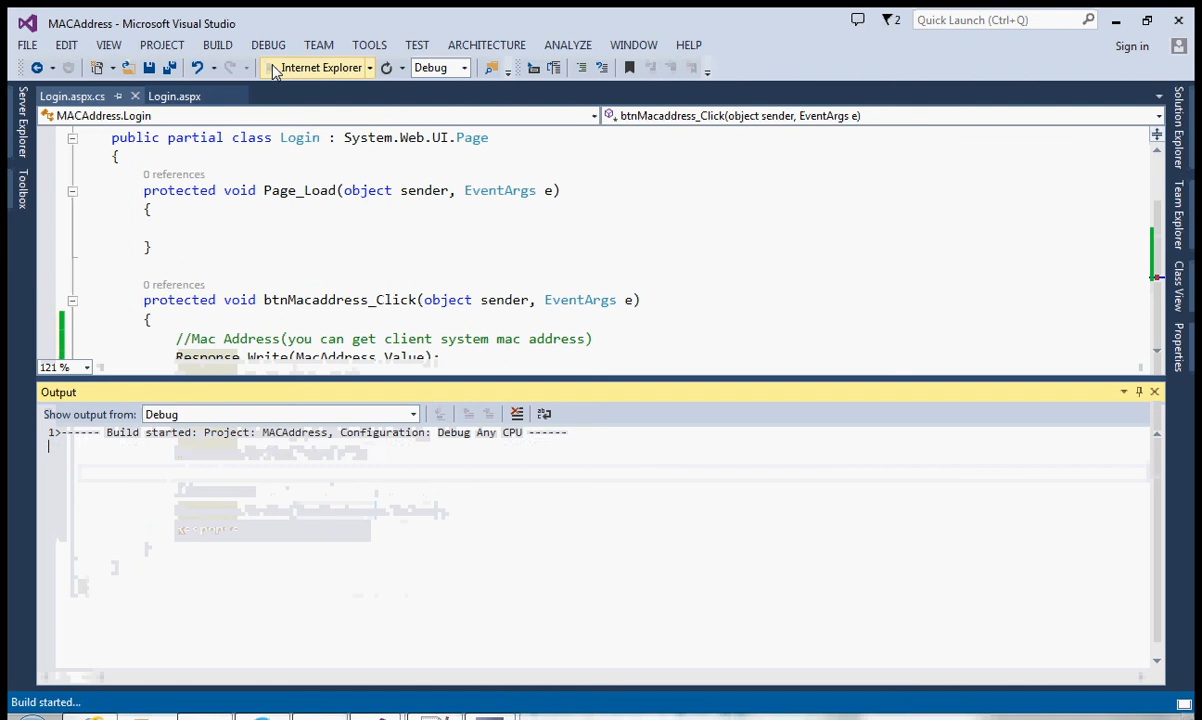 MACAddress - Microsoft Visual Studio
2
Quick Launch (Ctrl+Q)
FILE EDIT VIEW PROJECT BUILD DEBUG TEAM TOOLS TEST ARCHITECTURE ANALYZE WINDOW HELP
Sign in
Internet Explorer
Debug
Server Explorer
Toolbox
Login.aspx.cs
Login.aspx
MACAddress.Login
btnMacaddress_Click(object sender, EventArgs e)
public partial class Login : System.Web.UI.Page
{
0 references
protected void Page_Load(object sender, EventArgs e)
{
}
0 references
protected void btnMacaddress_Click(object sender, EventArgs e)
{
//Mac Address(you can get client system mac address)
Response.Write(MacAddress.Value);
121 %
Output
Show output from: Debug
1>------ Build started: Project: MACAddress, Configuration: Debug Any CPU ------
Build started...
Solution Explorer
Team Explorer
Class View
Properties